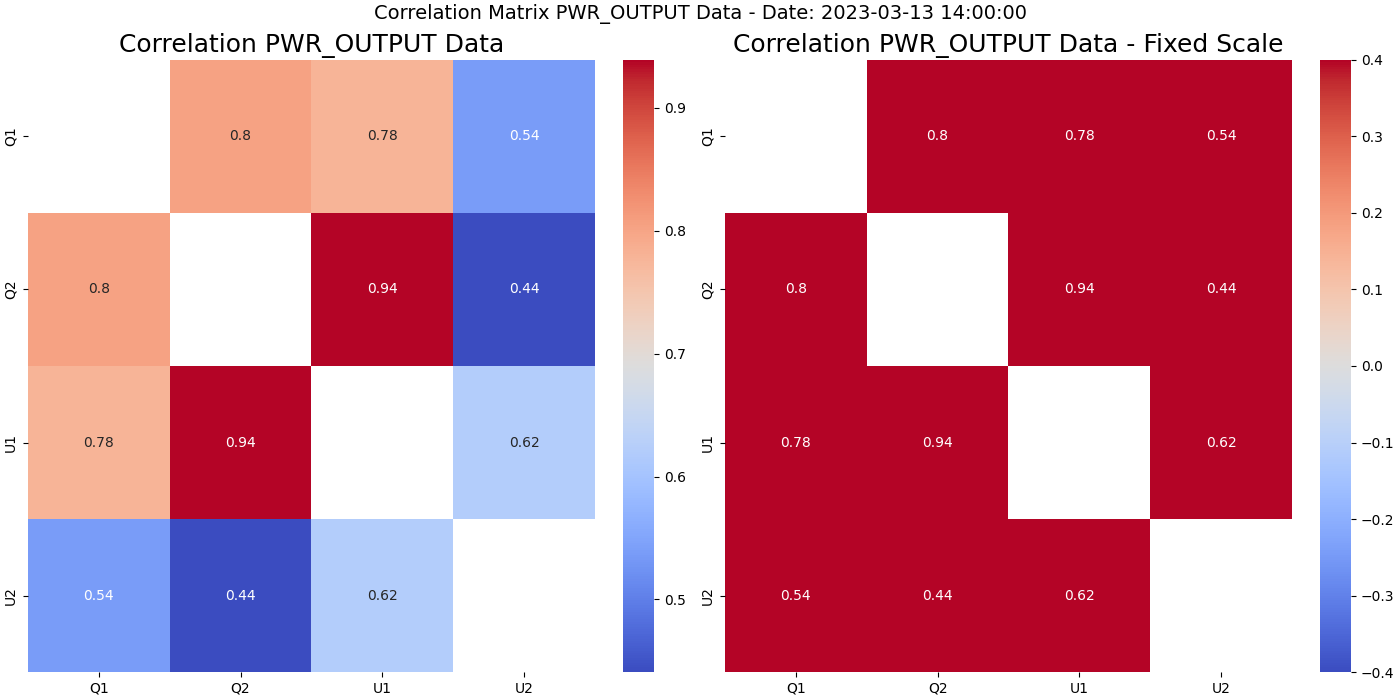 Correlation Matrix PWR_OUTPUT Data - Date: 2023-03-13 14:00:00
Correlation PWR_OUTPUT Data
Q1
0.8 0.78 0.54
Q2
0.8 0.94 0.44
U1
0.78 0.94 0.62
U2
0.54 0.44 0.62
Q1 Q2 U1 U2
0.9
0.8
0.7
0.6
0.5
Correlation PWR_OUTPUT Data - Fixed Scale
Q1
0.8 0.78 0.54
Q2
0.8 0.94 0.44
U1
0.78 0.94 0.62
U2
0.54 0.44 0.62
Q1 Q2 U1 U2
0.4
0.3
0.2
0.1
0.0
−0.1
−0.2
−0.3
−0.4